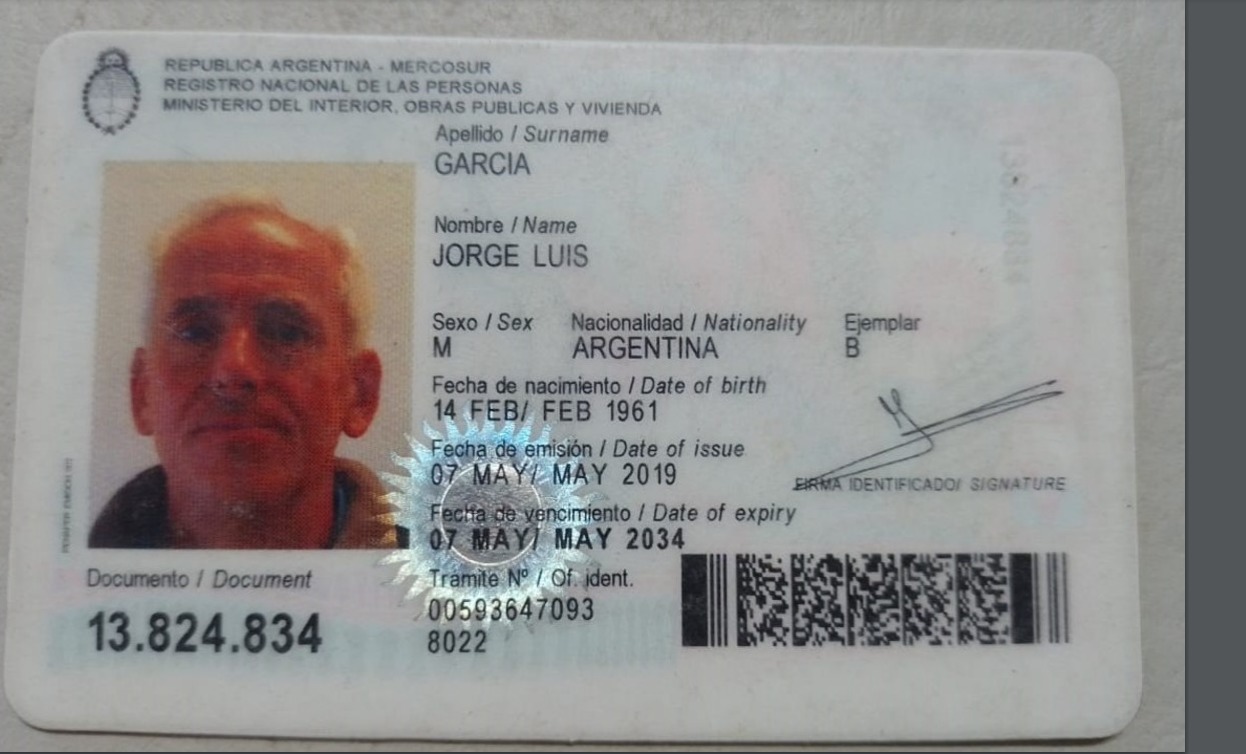 REPUBLICA ARGENTINA - MERCOSUR
REGISTRO NACIONAL DE LAS PERSONAS
MINISTERIO DEL INTERIOR, OBRAS PUBLICAS Y VIVIENDA
Apellido / Surname
GARCIA
Nombre / Name
JORGE LUIS
Sexo / Sex Nacionalidad / Nationality Ejemplar
M ARGENTINA B
Fecha de nacimiento / Date of birth
14 FEB/ FEB 1961
Fecha de emisión / Date of issue
07 MAY/ MAY 2019
FIRMA IDENTIFICADO/ SIGNATURE
Fecha de vencimiento / Date of expiry
07 MAY/ MAY 2034
Documento / Document
13.824.834
Tramite Nº / Of. ident.
00593647093
8022